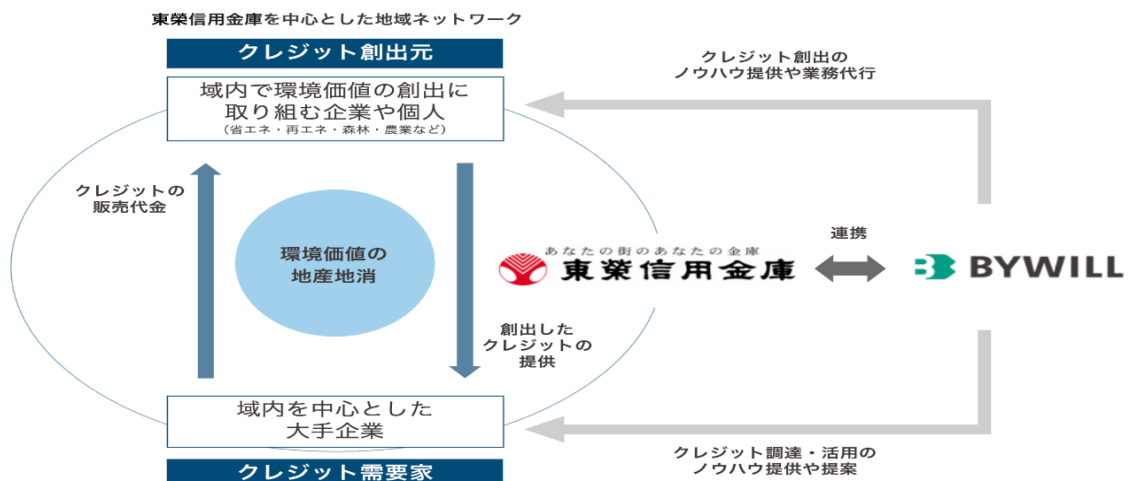 東榮信用金庫を中心とした地域ネットワーク
クレジット創出元
域内で環境価値の創出に
取り組む企業や個人
（省エネ・再エネ・森林・農業など）
クレジット創出の
ノウハウ提供や業務代行
クレジットの
販売代金
環境価値の
地産地消
あなたの街のあなたの金庫
東榮信用金庫
連携
BYWILL
創出した
クレジットの
提供
域内を中心とした
大手企業
クレジット需要家
クレジット調達・活用の
ノウハウ提供や提案